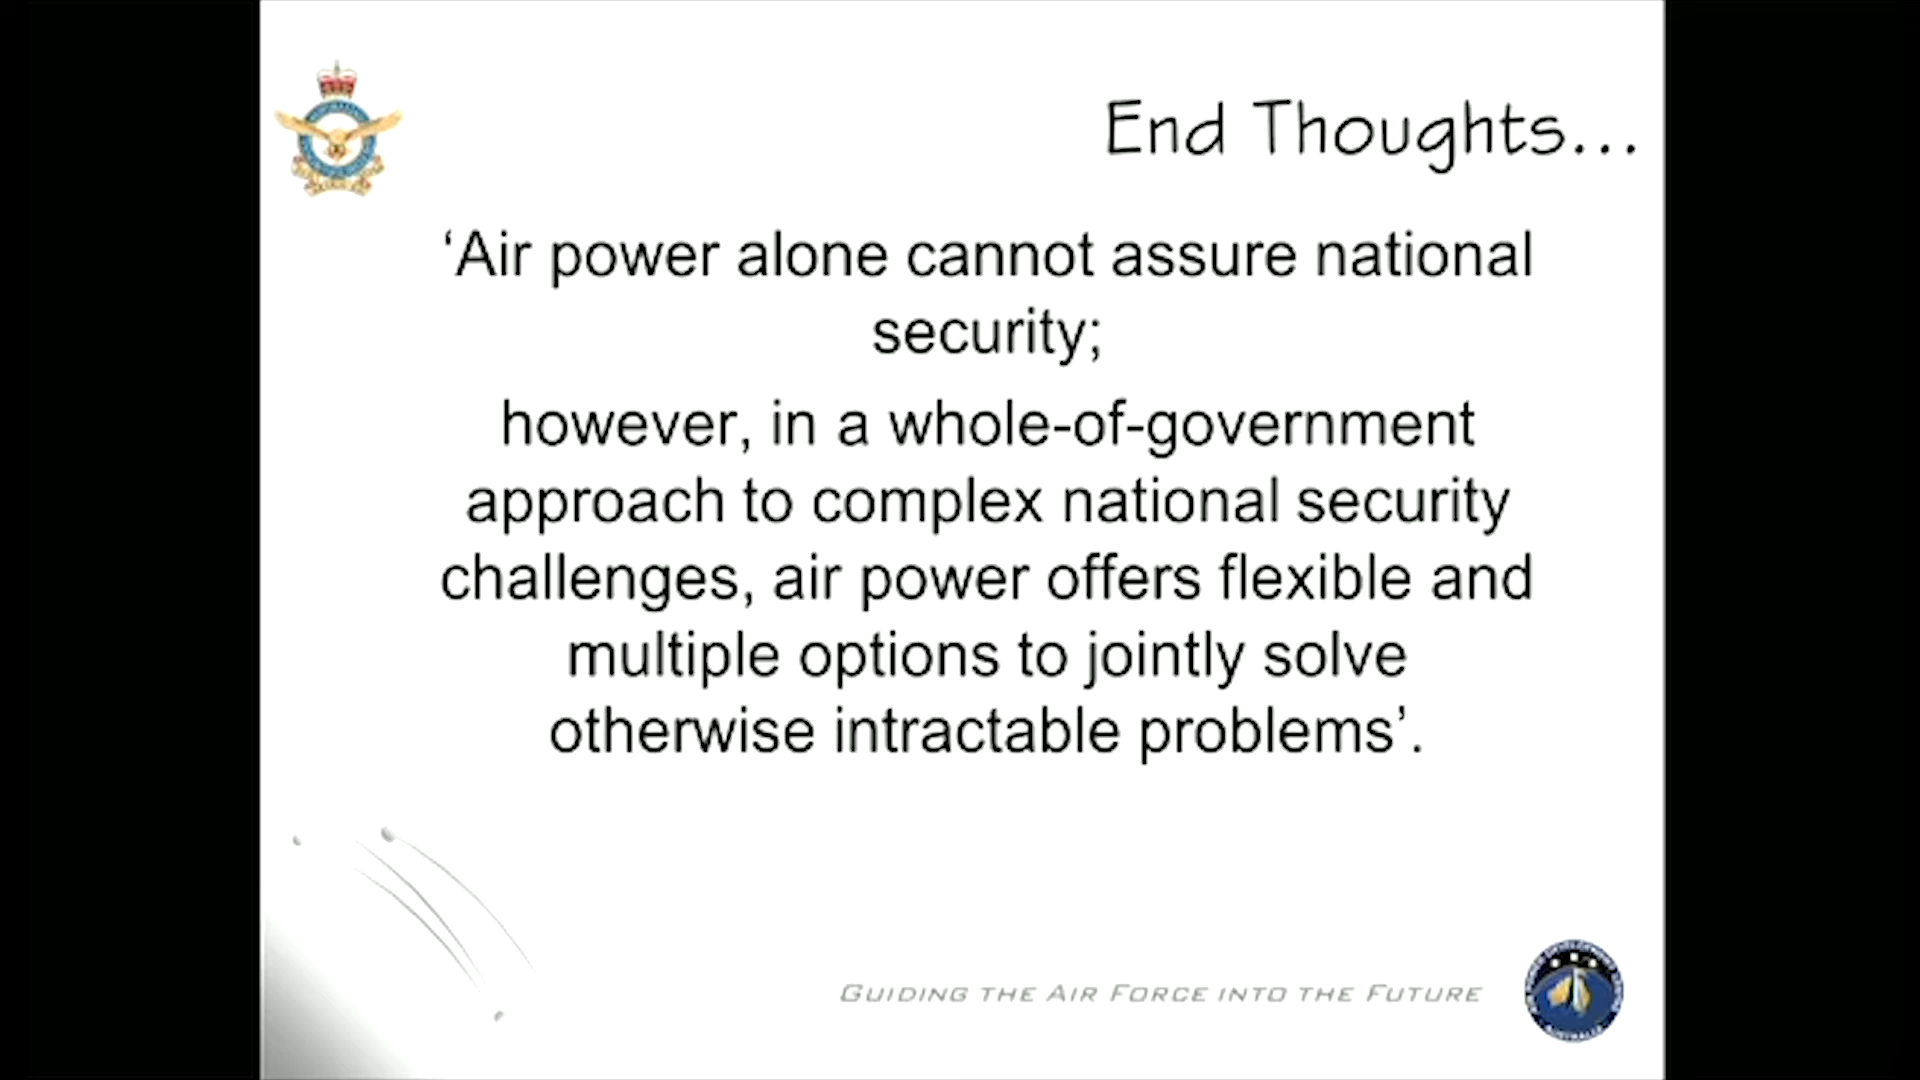 End Thoughts...
‘Air power alone cannot assure national
security;
however, in a whole-of-government
approach to complex national security
challenges, air power offers flexible and
multiple options to jointly solve
otherwise intractable problems’.
GUIDING THE AIR FORCE INTO THE FUTURE
AUSTRALIA